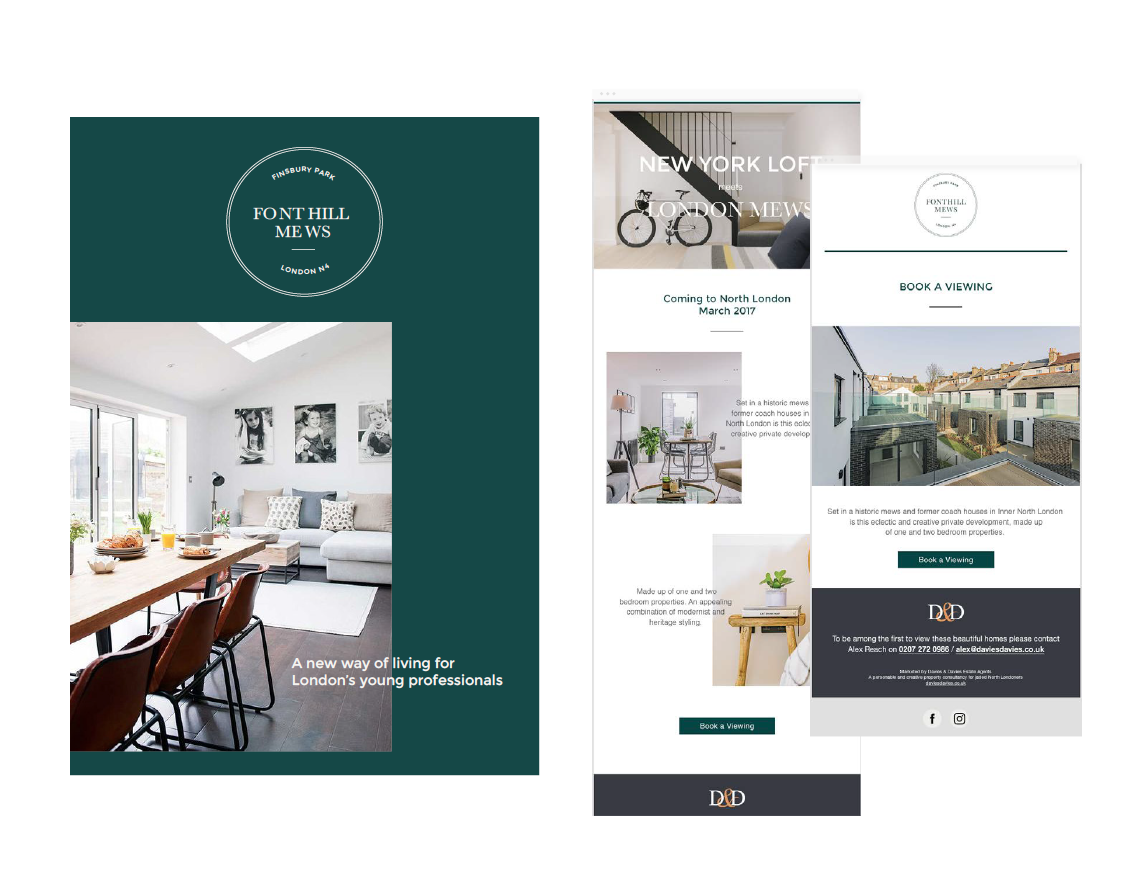 FINSBURY PARK
FONTHILL
MEWS
LONDON N4
A new way of living for
London's young professionals
NEW YORK LOFT
meets
LONDON MEWS
Coming to North London
March 2017
Set in a historic mews
former coach houses in
North London is this eclec
creative private develop
Made up of one and two
bedroom properties. An appealing
combination of modernist and
heritage styling.
Book a Viewing
D&D
FINSBURY PARK
FONTHILL
MEWS
LONDON N4
BOOK A VIEWING
Set in a historic mews and former coach houses in Inner North London
is this eclectic and creative private development, made up
of one and two bedroom properties.
Book a Viewing
D&D
To be among the first to view these beautiful homes please contact
Alex Reach on 0207 272 0986 / alex@daviesdavies.co.uk
Marketed by Davies & Davies Estate Agents
A personable and creative property consultancy for jaded North Londoners
daviesdavies.co.uk